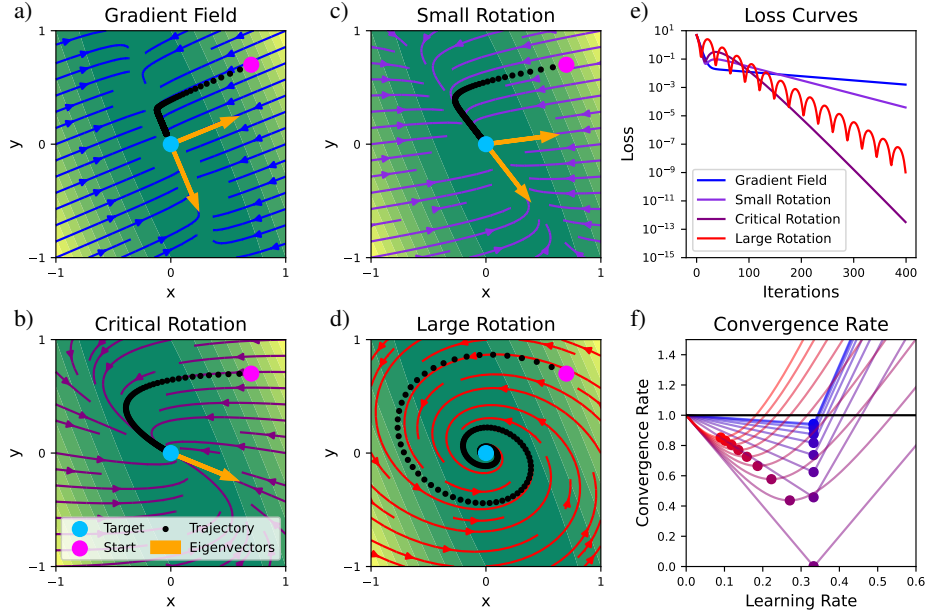 a)
Gradient Field
1
0
−1
y
−1
0
1
x
c)
Small Rotation
1
0
−1
y
−1
0
1
x
e)
Loss Curves
10^1
10^−1
10^−3
10^−5
10^−7
10^−9
10^−11
10^−13
10^−15
Loss
Gradient Field
Small Rotation
Critical Rotation
Large Rotation
0
100
200
300
400
Iterations
b)
Critical Rotation
1
0
−1
y
Target
Trajectory
Start
Eigenvectors
−1
0
1
x
d)
Large Rotation
1
0
−1
y
−1
0
1
x
f)
Convergence Rate
1.4
1.2
1.0
0.8
0.6
0.4
0.2
0.0
Convergence Rate
0.0
0.1
0.2
0.3
0.4
0.5
0.6
Learning Rate